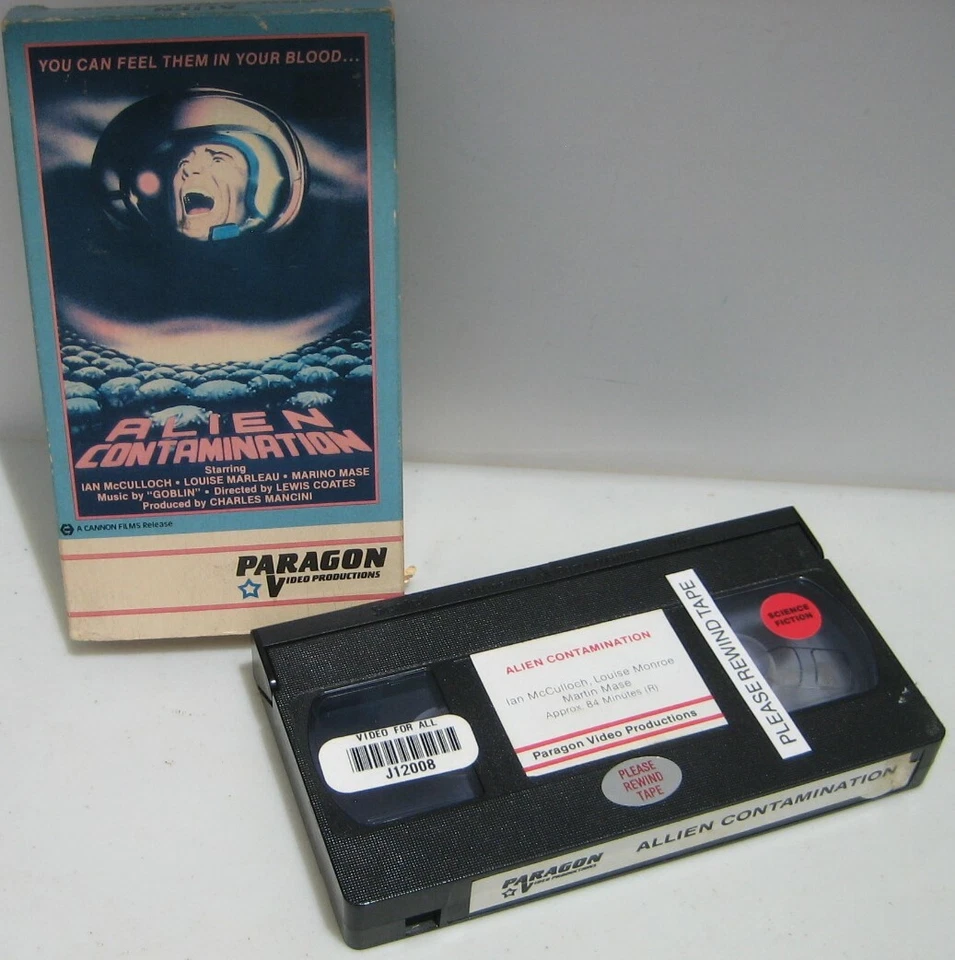 YOU CAN FEEL THEM IN YOUR BLOOD...
ALIEN
CONTAMINATION
Starring
IAN McCULLOCH • LOUISE MARLEAU • MARINO MASE
Music by "GOBLIN" • Directed by LEWIS COATES
Produced by CHARLES MANCINI
A CANNON FILMS Release
PARAGON
VIDEO PRODUCTIONS
VIDEO FOR ALL
J12008
ALIEN CONTAMINATION
Ian McCulloch, Louise Monroe
Martin Mase
Approx. 84 Minutes (R)
Paragon Video Productions
PLEASE
REWIND
TAPE
PLEASE REWIND TAPE
SCIENCE
FICTION
PARAGON
VIDEO PRODUCTIONS
ALLIEN CONTAMINATION